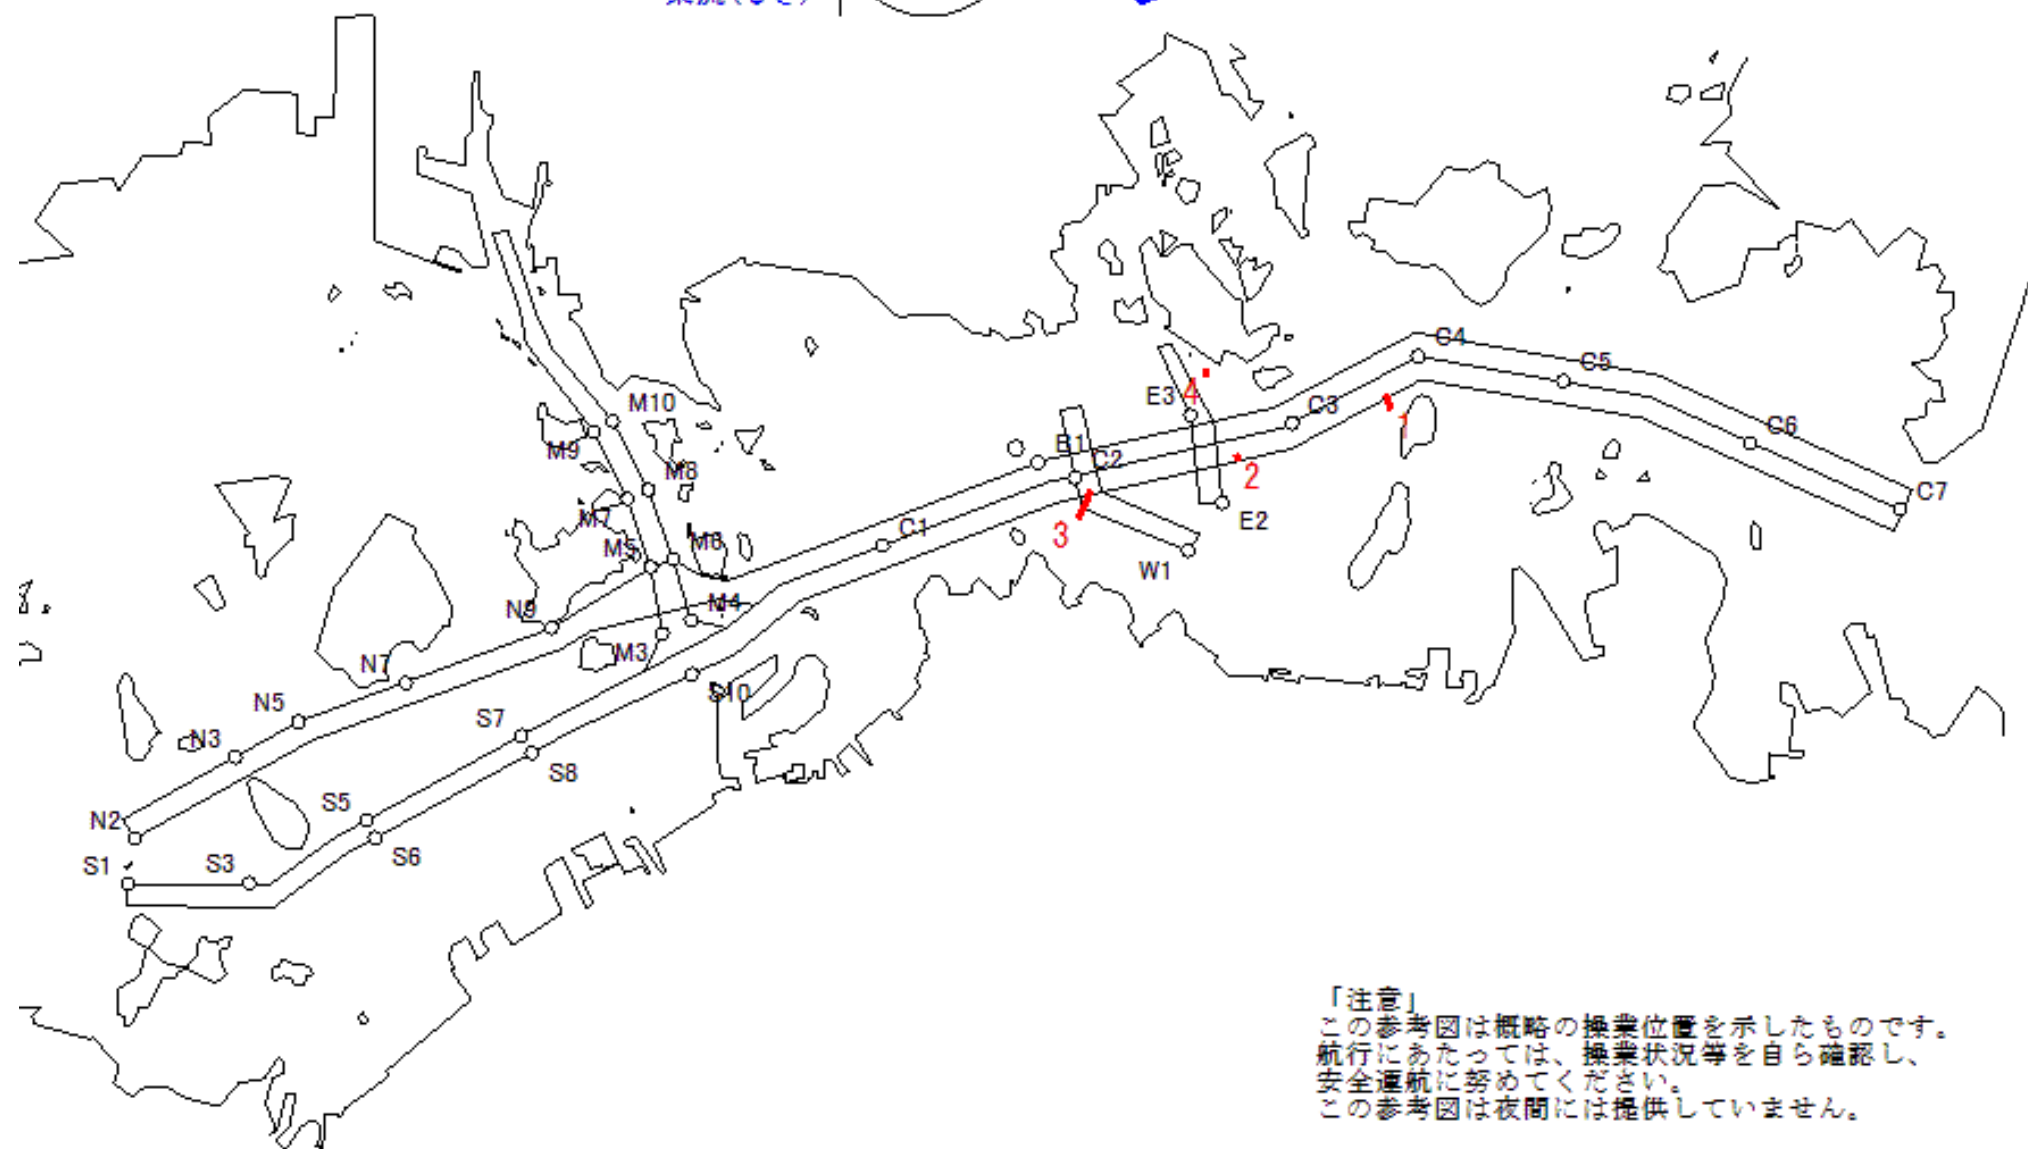 C4
C5
E3
4
C3
M10
1
C6
B1
M9
C2
M8
2
C7
M7
E2
C1
3
M5
M6
W1
N9
M4
M3
N7
S10
N5
S7
N3
S8
S5
N2
S6
S1
S3
「注意」
この参考図は概略の操業位置を示したものです。
航行にあたっては、操業状況等を自ら確認し、
安全運航に努めてください。
この参考図は夜間には提供していません。